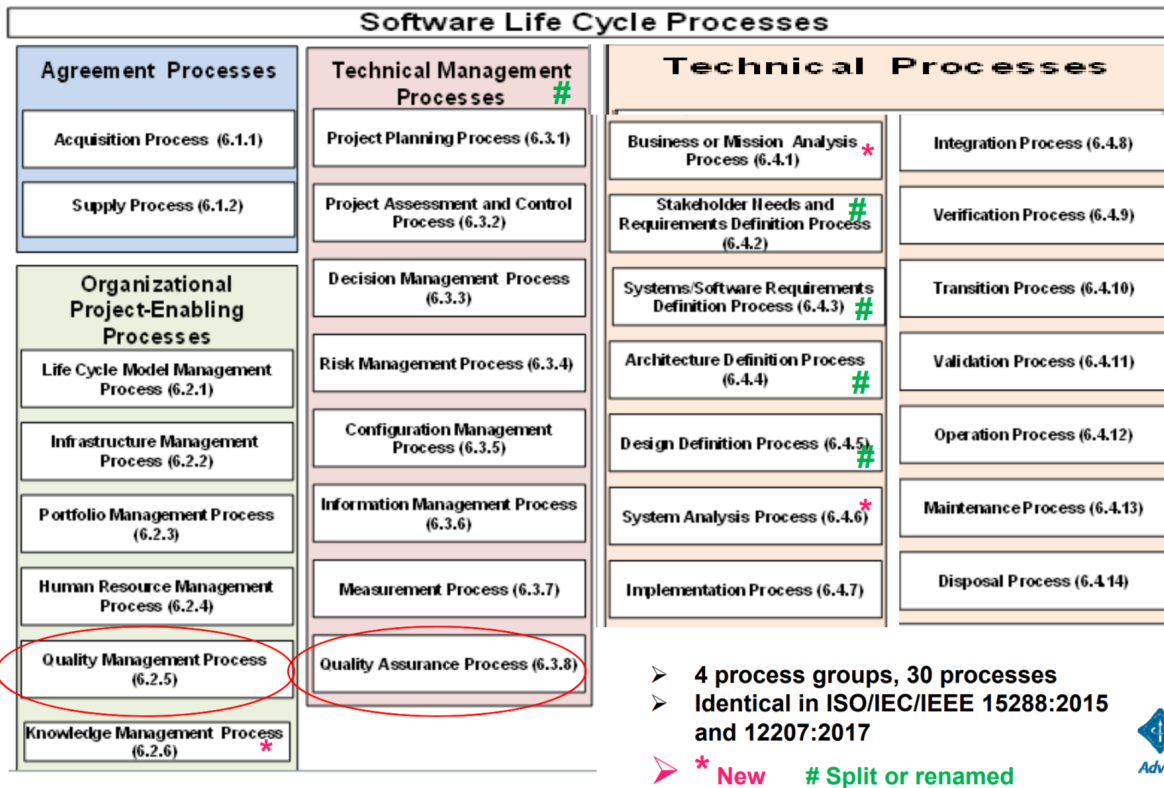 Software Life Cycle Processes
Agreement Processes
Acquisition Process (6.1.1)
Supply Process (6.1.2)
Organizational
Project-Enabling
Processes
Life Cycle Model Management
Process (6.2.1)
Infrastructure Management
Process (6.2.2)
Portfolio Management Process
(6.2.3)
Human Resource Management
Process (6.2.4)
Quality Management Process
(6.2.5)
Knowledge Management Process
(6.2.6) *
Technical Management
Processes #
Project Planning Process (6.3.1)
Project Assessment and Control
Process (6.3.2)
Decision Management Process
(6.3.3)
Risk Management Process (6.3.4)
Configuration Management
Process (6.3.5)
Information Management Process
(6.3.6)
Measurement Process (6.3.7)
Quality Assurance Process (6.3.8)
Technical Processes
Business or Mission Analysis
Process (6.4.1) *
Stakeholder Needs and #
Requirements Definition Process
(6.4.2)
Systems/Software Requirements
Definition Process (6.4.3) #
Architecture Definition Process
(6.4.4) #
Design Definition Process (6.4.5) #
System Analysis Process (6.4.6) *
Implementation Process (6.4.7)
Integration Process (6.4.8)
Verification Process (6.4.9)
Transition Process (6.4.10)
Validation Process (6.4.11)
Operation Process (6.4.12)
Maintenance Process (6.4.13)
Disposal Process (6.4.14)
➢ 4 process groups, 30 processes
➢ Identical in ISO/IEC/IEEE 15288:2015
and 12207:2017
➢ * New # Split or renamed
Adv